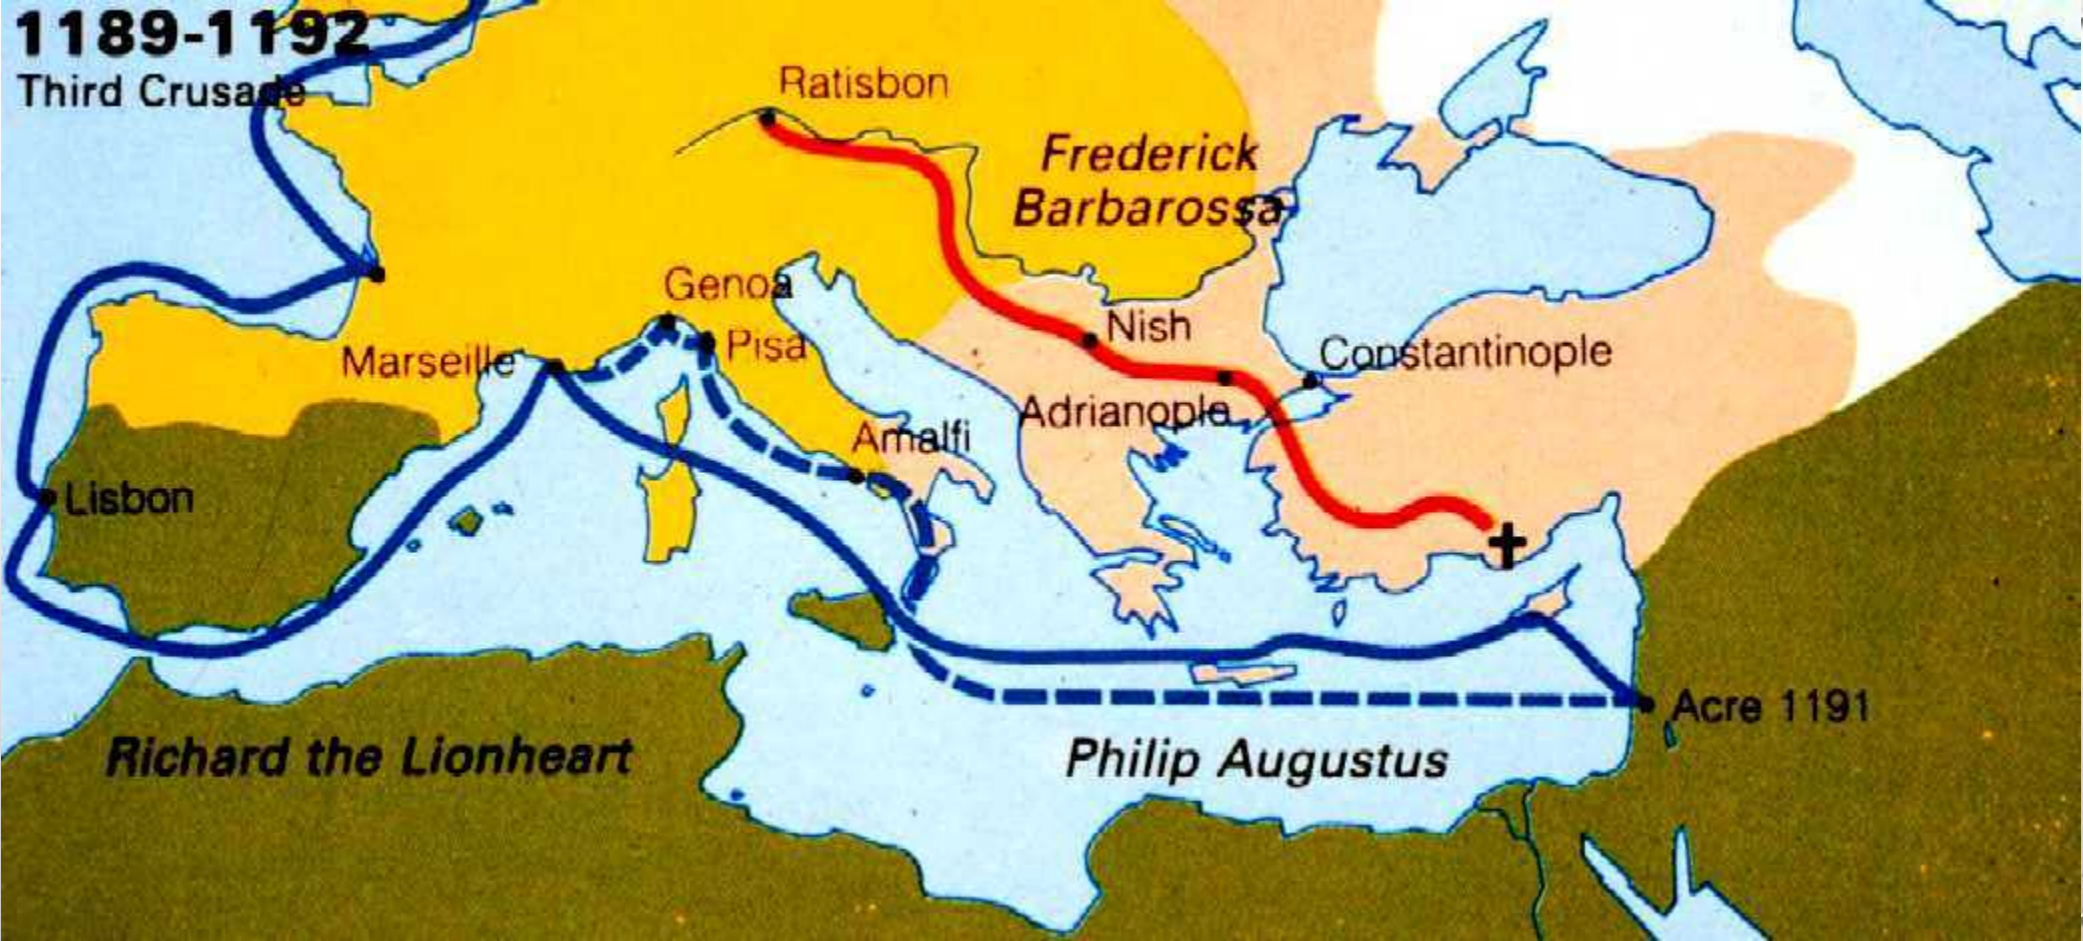 1189-1192
Third Crusade
Ratisbon
Frederick
Barbarossa
Genoa
Nish
Pisa
Marseille
Constantinople
Adrianople
Amalfi
Lisbon
Acre 1191
Richard the Lionheart
Philip Augustus